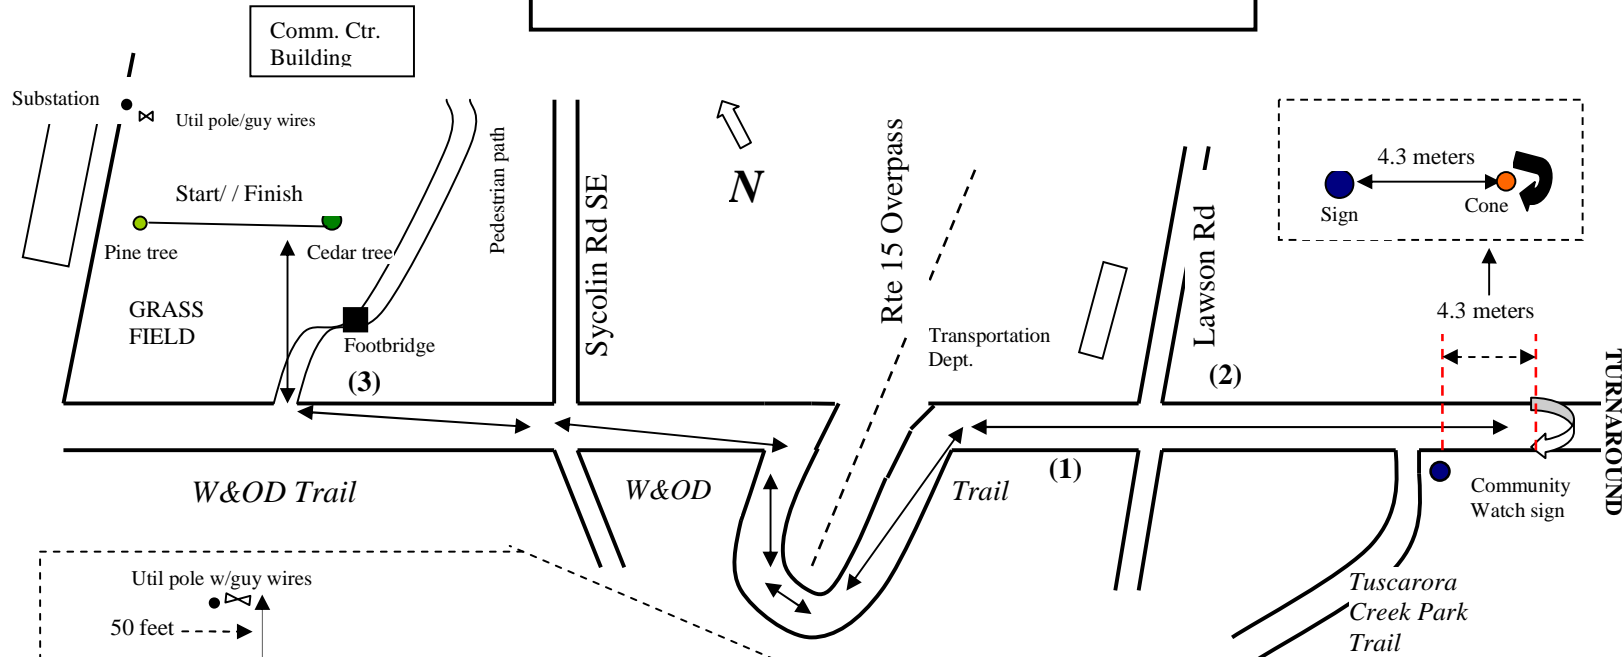 Comm. Ctr.
Building
Substation
Util pole/guy wires
Start/ / Finish
Pine tree
Cedar tree
GRASS
FIELD
Footbridge
(3)
Pedestrian path
Sycolin Rd SE
N
Rte 15 Overpass
Transportation
Dept.
Lawson Rd
(2)
4.3 meters
Sign
Cone
4.3 meters
TURNAROUND
(1)
W&OD Trail
W&OD
Trail
Community
Watch sign
Util pole w/guy wires
50 feet
Tuscarora
Creek Park
Trail